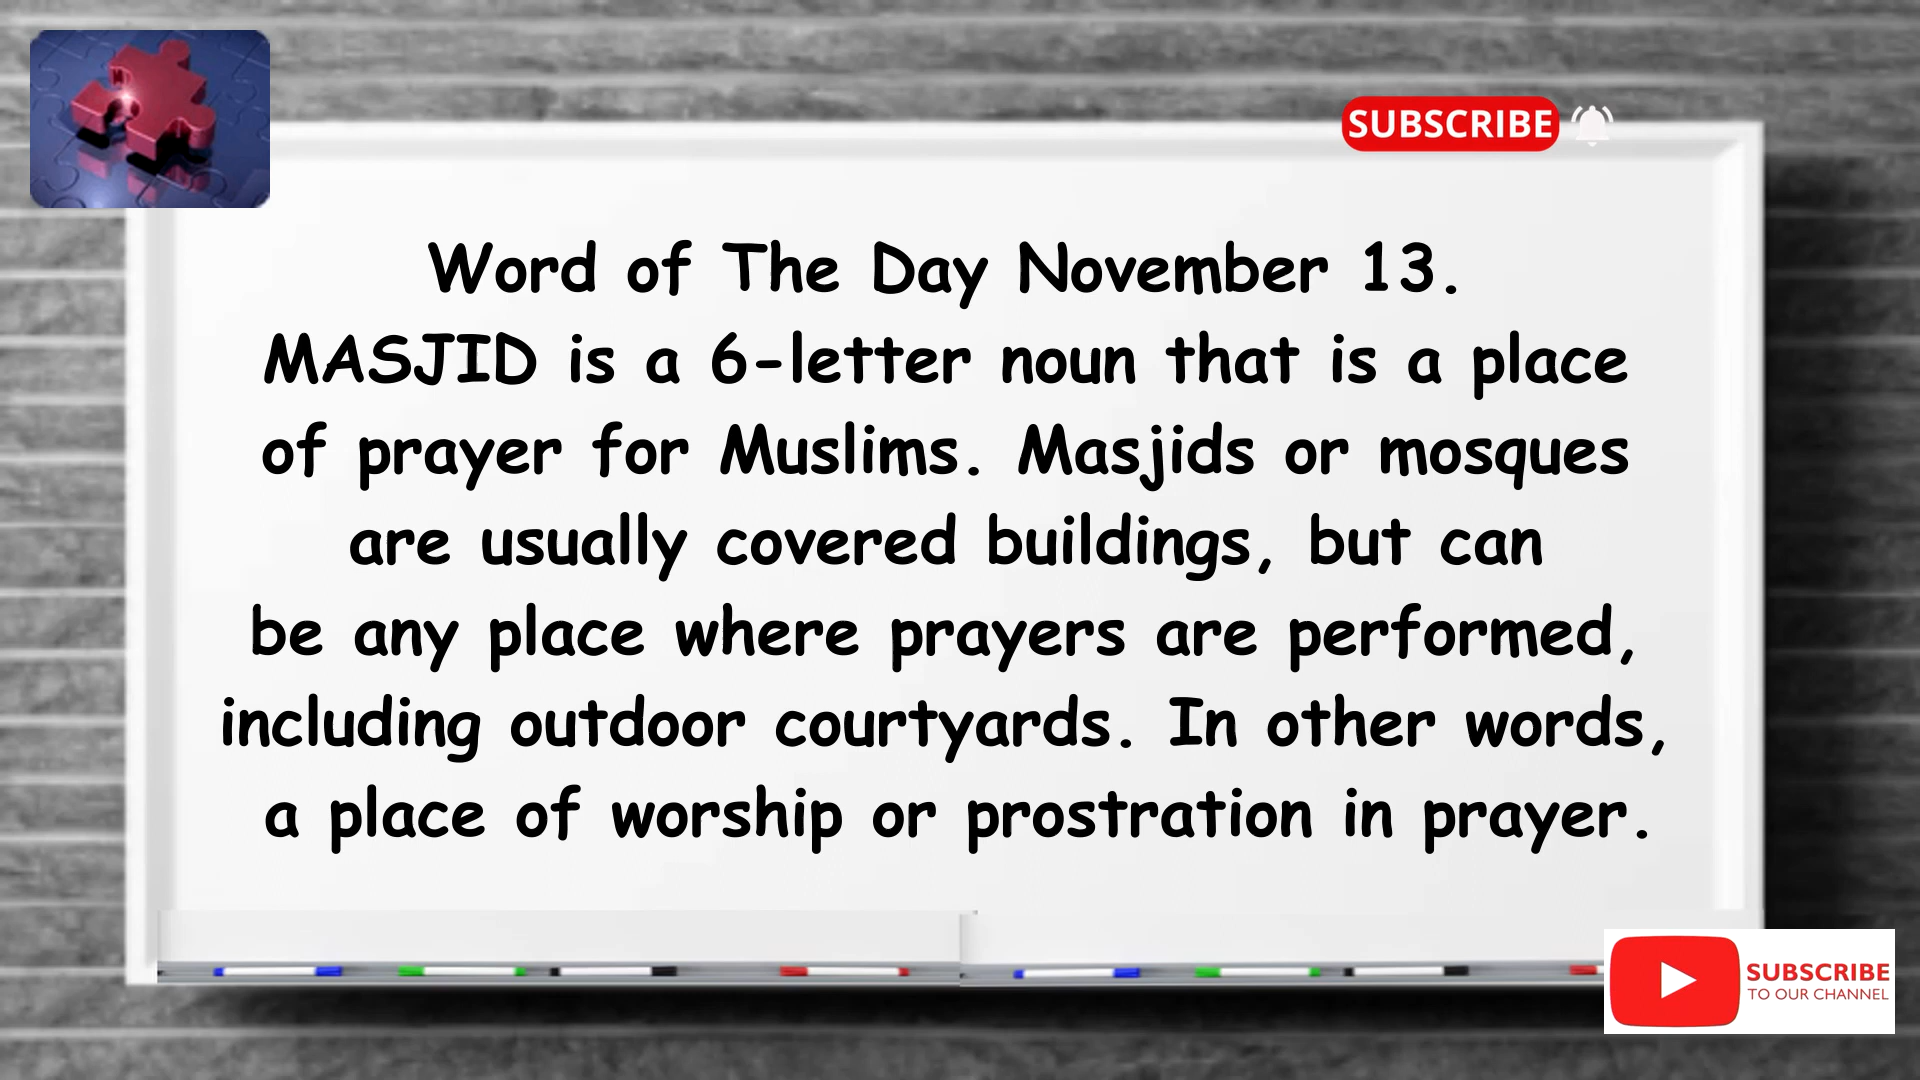 SUBSCRIBE
Word of The Day November 13.
MASJID is a 6-letter noun that is a place
of prayer for Muslims. Masjids or mosques
are usually covered buildings, but can
be any place where prayers are performed,
including outdoor courtyards. In other words,
a place of worship or prostration in prayer.
SUBSCRIBE
TO OUR CHANNEL